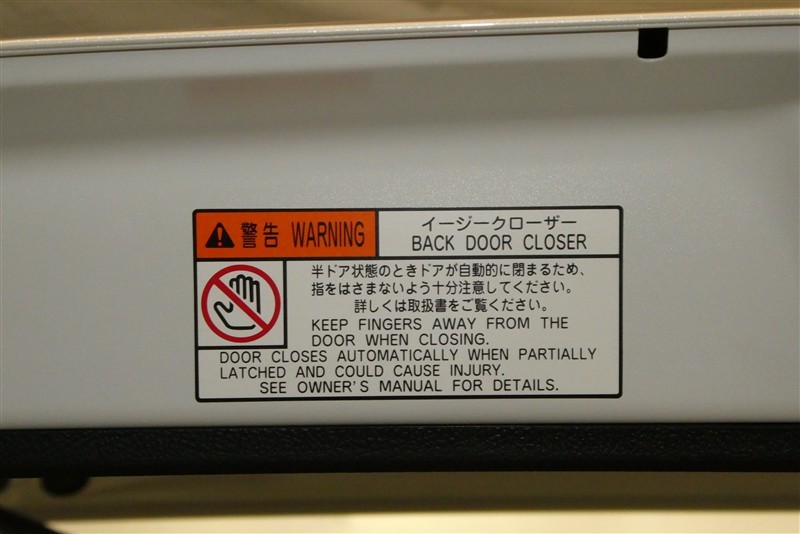 警告 WARNING
イージークローザー
BACK DOOR CLOSER
半ドア状態のときドアが自動的に閉まるため、
指をはさまないよう十分注意してください。
詳しくは取扱書をご覧ください。
KEEP FINGERS AWAY FROM THE
DOOR WHEN CLOSING.
DOOR CLOSES AUTOMATICALLY WHEN PARTIALLY
LATCHED AND COULD CAUSE INJURY.
SEE OWNER'S MANUAL FOR DETAILS.